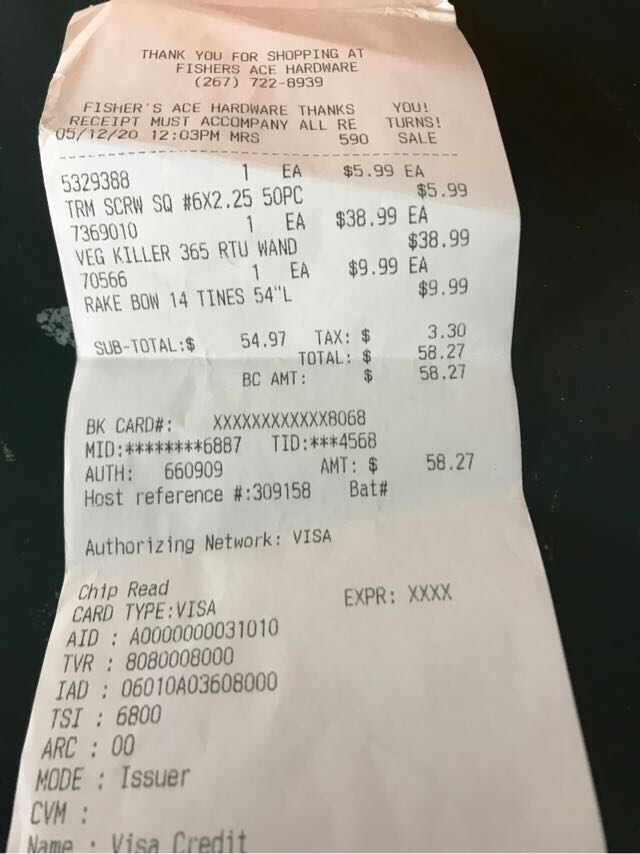 THANK YOU FOR SHOPPING AT
FISHERS ACE HARDWARE
(267) 722-8939
FISHER'S ACE HARDWARE THANKS YOU!
RECEIPT MUST ACCOMPANY ALL RE TURNS!
05/12/20 12:03PM MRS 590 SALE
5329388 1 EA $5.99 EA
TRM SCRW SQ #6X2.25 50PC $5.99
7369010 1 EA $38.99 EA
VEG KILLER 365 RTU WAND $38.99
70566 1 EA $9.99 EA
RAKE BOW 14 TINES 54"L $9.99
SUB-TOTAL:$ 54.97 TAX: $ 3.30
TOTAL: $ 58.27
BC AMT: $ 58.27
BK CARD#: XXXXXXXXXXXX8068
MID:********6887 TID:***4568
AUTH: 660909 AMT: $ 58.27
Host reference #:309158 Bat#
Authorizing Network: VISA
Chip Read
CARD TYPE:VISA EXPR: XXXX
AID : A0000000031010
TVR : 8080008000
IAD : 06010A03608000
TSI : 6800
ARC : 00
MODE : Issuer
CVM :
Name : Visa Credit